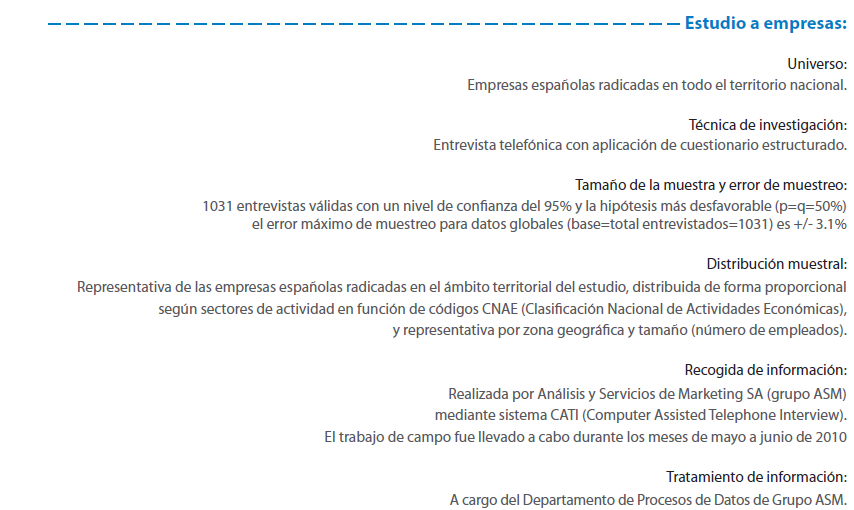 Estudio a empresas:
Universo:
Empresas españolas radicadas en todo el territorio nacional.
Técnica de investigación:
Entrevista telefónica con aplicación de cuestionario estructurado.
Tamaño de la muestra y error de muestreo:
1031 entrevistas válidas con un nivel de confianza del 95% y la hipótesis más desfavorable (p=q=50%)
el error máximo de muestreo para datos globales (base=total entrevistados=1031) es +/- 3.1%
Distribución muestral:
Representativa de las empresas españolas radicadas en el ámbito territorial del estudio, distribuida de forma proporcional
según sectores de actividad en función de códigos CNAE (Clasificación Nacional de Actividades Económicas),
y representativa por zona geográfica y tamaño (número de empleados).
Recogida de información:
Realizada por Análisis y Servicios de Marketing SA (grupo ASM)
mediante sistema CATI (Computer Assisted Telephone Interview).
El trabajo de campo fue llevado a cabo durante los meses de mayo a junio de 2010
Tratamiento de información:
A cargo del Departamento de Procesos de Datos de Grupo ASM.